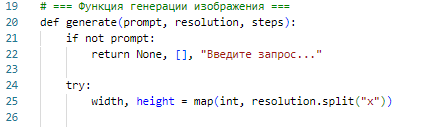 19 # === Функция генерации изображения ===
20 def generate(prompt, resolution, steps):
21     if not prompt:
22         return None, [], "Введите запрос..."
23
24     try:
25         width, height = map(int, resolution.split("x"))
26